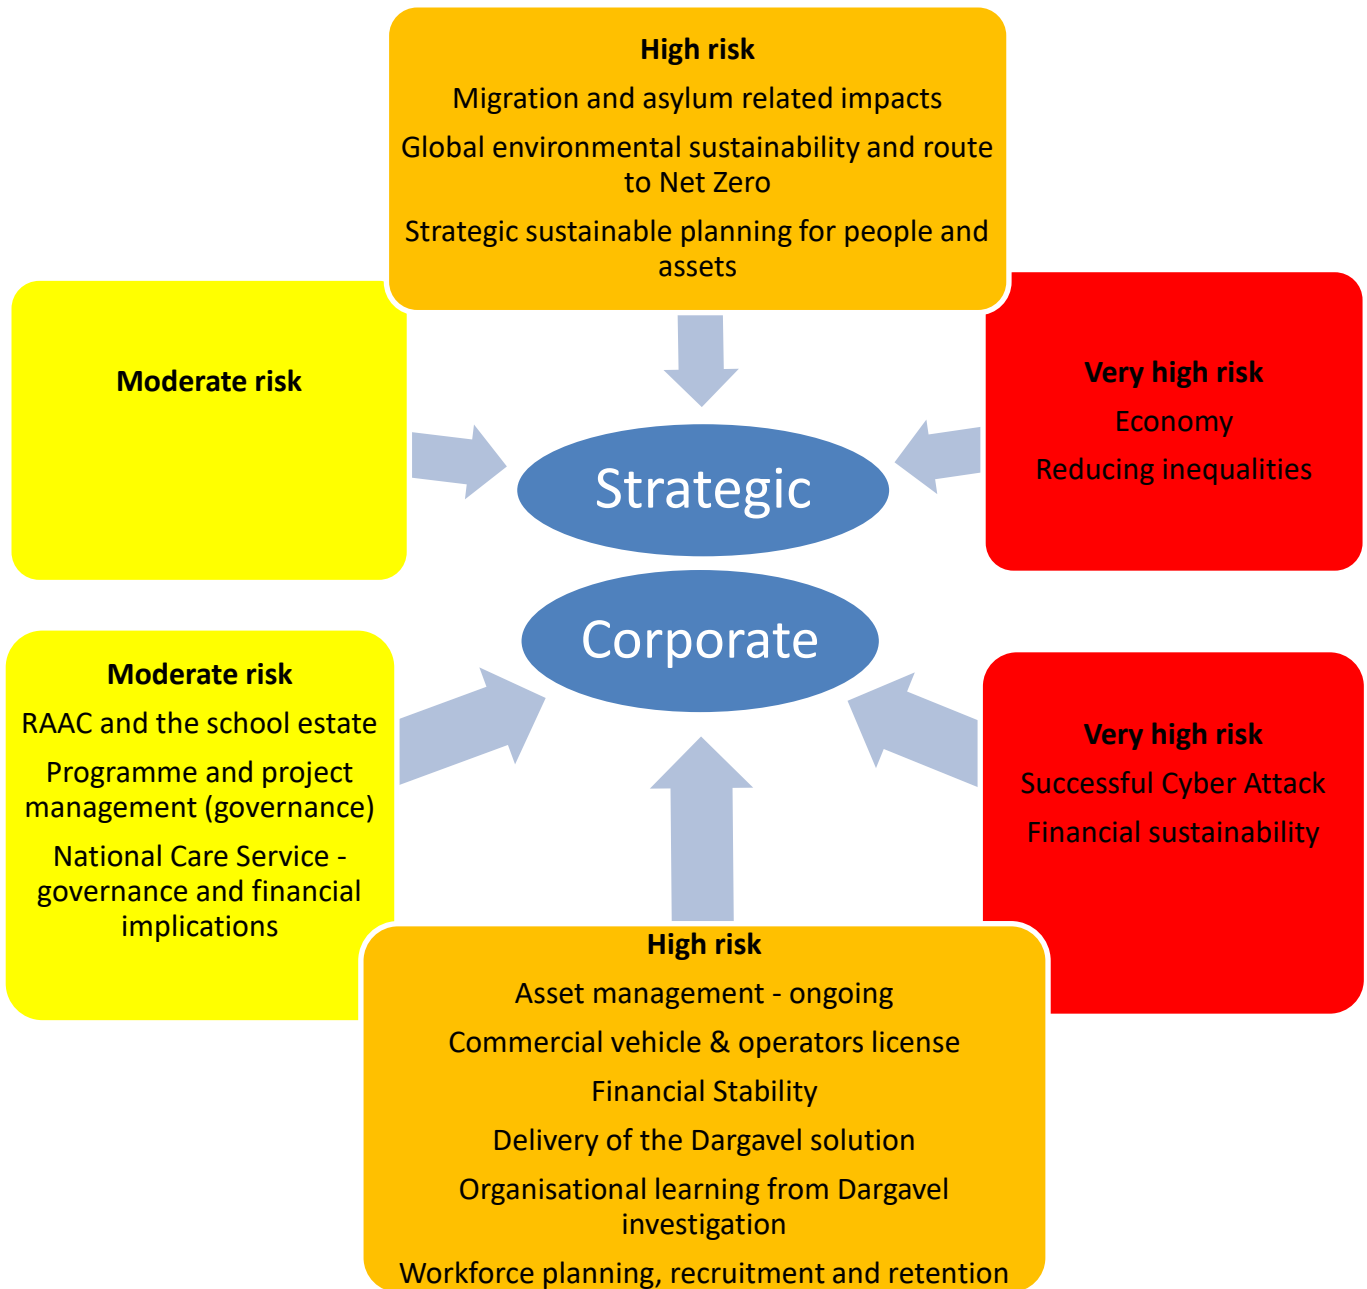 High risk
Migration and asylum related impacts
Global environmental sustainability and route
to Net Zero
Strategic sustainable planning for people and
assets
Moderate risk
Very high risk
Economy
Reducing inequalities
Strategic
Corporate
Moderate risk
RAAC and the school estate
Programme and project
management (governance)
National Care Service -
governance and financial
implications
Very high risk
Successful Cyber Attack
Financial sustainability
High risk
Asset management - ongoing
Commercial vehicle & operators license
Financial Stability
Delivery of the Dargavel solution
Organisational learning from Dargavel
investigation
Workforce planning, recruitment and retention